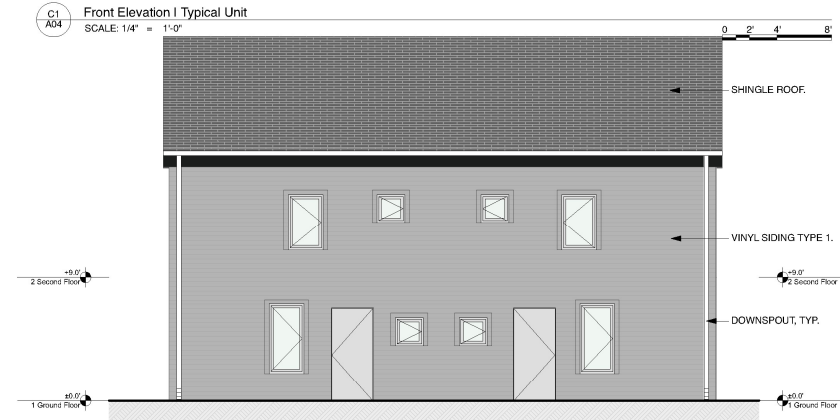 C1
A04
Front Elevation I Typical Unit
SCALE: 1/4" = 1'-0"
0 2' 4' 8'
SHINGLE ROOF.
VINYL SIDING TYPE 1.
+9.0'
2 Second Floor
+9.0'
2 Second Floor
DOWNSPOUT, TYP.
±0.0'
1 Ground Floor
±0.0'
1 Ground Floor